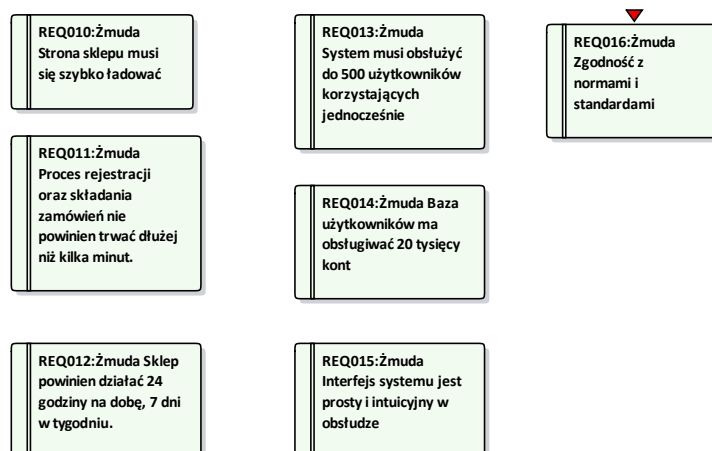 REQ010:Żmuda
Strona sklepu musi
się szybko ładować
REQ011:Żmuda
Proces rejestracji
oraz składania
zamówień nie
powinien trwać dłużej
niż kilka minut.
REQ012:Żmuda Sklep
powinien działać 24
godziny na dobę, 7 dni
w tygodniu.
REQ013:Żmuda
System musi obsłużyć
do 500 użytkowników
korzystających
jednocześnie
REQ014:Żmuda Baza
użytkowników ma
obsługiwać 20 tysięcy
kont
REQ015:Żmuda
Interfejs systemu jest
prosty i intuicyjny w
obsłudze
REQ016:Żmuda
Zgodność z
normami i
standardami